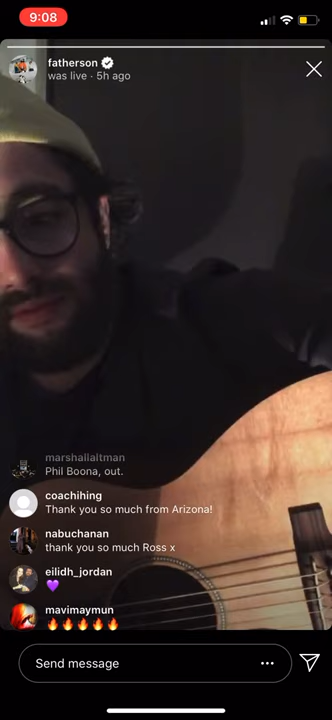 9:08
fatherson
was live · 5h ago
marshallaltman
Phil Boona, out.
coachihing
Thank you so much from Arizona!
nabuchanan
thank you so much Ross x
eilidh_jordan
💜
mavimaymun
🔥🔥🔥🔥🔥
Send message